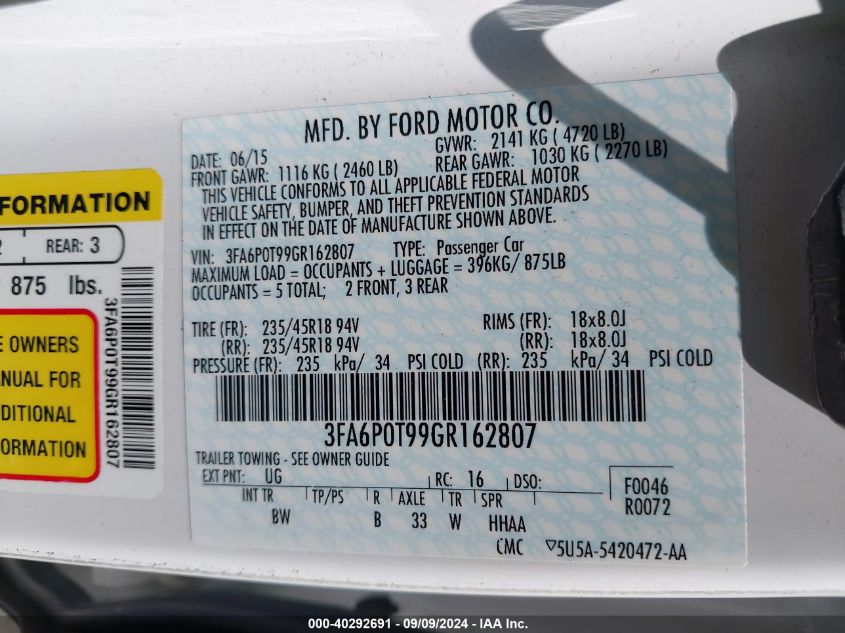 FORMATION
2 REAR: 3
875 lbs.
E OWNERS
ANUAL FOR
DITIONAL
FORMATION
3FA6P0T99GR162807
MFD. BY FORD MOTOR CO.
DATE: 06/15 GVWR: 2141 KG ( 4720 LB)
FRONT GAWR: 1116 KG ( 2460 LB) REAR GAWR: 1030 KG ( 2270 LB)
THIS VEHICLE CONFORMS TO ALL APPLICABLE FEDERAL MOTOR
VEHICLE SAFETY, BUMPER, AND THEFT PREVENTION STANDARDS
IN EFFECT ON THE DATE OF MANUFACTURE SHOWN ABOVE.
VIN: 3FA6P0T99GR162807 TYPE: Passenger Car
MAXIMUM LOAD = OCCUPANTS + LUGGAGE = 396KG/ 875LB
OCCUPANTS: = 5 TOTAL; 2 FRONT, 3 REAR
TIRE (FR): 235/45R18 94V RIMS (FR): 18x8.0J
(RR): 235/45R18 94V (RR): 18x8.0J
PRESSURE (FR): 235 kPa/ 34 PSI COLD (RR): 235 kPa/ 34 PSI COLD
3FA6P0T99GR162807
TRAILER TOWING - SEE OWNER GUIDE
EXT PNT: UG RC: 16 DSO: F0046
INT TR TP/PS R AXLE TR SPR R0072
BW B 33 W HHAA
CMC ▽5U5A-5420472-AA
000-40292691 - 09/09/2024 - IAA Inc.